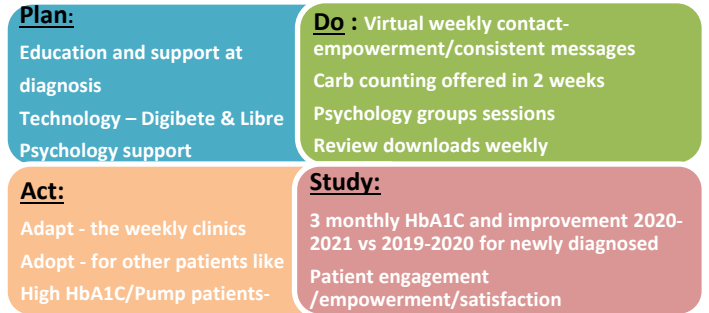 Plan:
Education and support at
diagnosis
Technology – Digibete & Libre
Psychology support
Do : Virtual weekly contact-
empowerment/consistent messages
Carb counting offered in 2 weeks
Psychology groups sessions
Review downloads weekly
Act:
Adapt - the weekly clinics
Adopt - for other patients like
High HbA1C/Pump patients-
Study:
3 monthly HbA1C and improvement 2020-
2021 vs 2019-2020 for newly diagnosed
Patient engagement
/empowerment/satisfaction